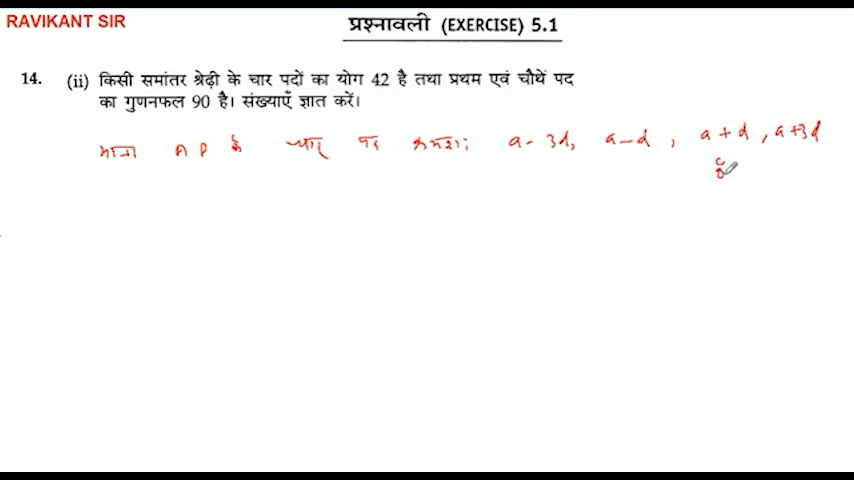 RAVIKANT SIR
प्रश्नावली (EXERCISE) 5.1
14. (ii) किसी समांतर श्रेढ़ी के चार पदों का योग 42 है तथा प्रथम एवं चौथें पद
का गुणनफल 90 है। संख्याएँ ज्ञात करें।
माना AP के चार पद क्रमशः a - 3d, a - d, a + d, a + 3d